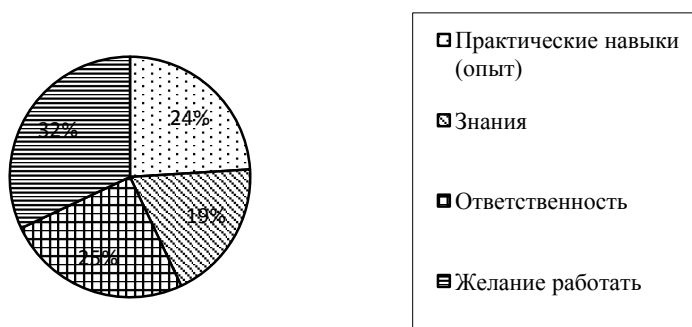 24%
19%
25%
32%
Практические навыки
(опыт)
Знания
Ответственность
Желание работать